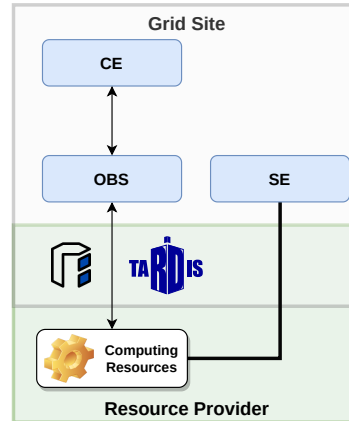 Grid Site
CE
OBS
SE
TARDIS
Computing
Resources
Resource Provider